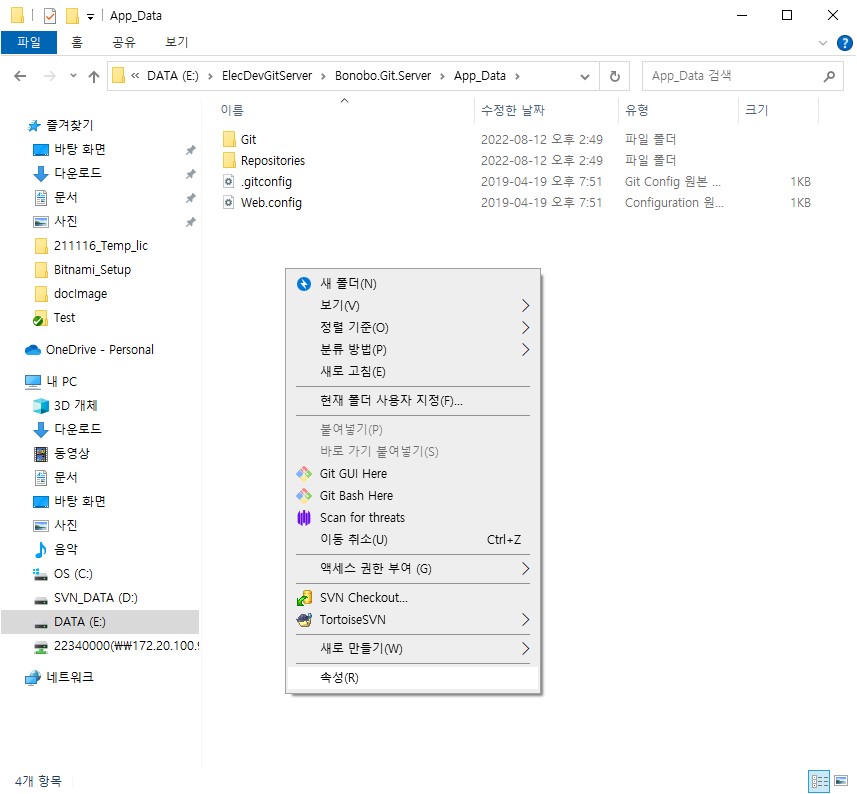 App_Data
파일 홈 공유 보기
« DATA (E:) › ElecDevGitServer › Bonobo.Git.Server › App_Data ›
App_Data 검색
이름 수정한 날짜 유형 크기
Git 2022-08-12 오후 2:49 파일 폴더
Repositories 2022-08-12 오후 2:49 파일 폴더
.gitconfig 2019-04-19 오후 7:51 Git Config 원본 ... 1KB
Web.config 2019-04-19 오후 7:51 Configuration 원... 1KB
즐겨찾기
바탕 화면
다운로드
문서
사진
211116_Temp_lic
Bitnami_Setup
docImage
Test
OneDrive - Personal
내 PC
3D 개체
다운로드
동영상
문서
바탕 화면
사진
음악
OS (C:)
SVN_DATA (D:)
DATA (E:)
22340000(₩₩172.20.100.9
네트워크
새 폴더(N)
보기(V)
정렬 기준(O)
분류 방법(P)
새로 고침(E)
현재 폴더 사용자 지정(F)...
붙여넣기(P)
바로 가기 붙여넣기(S)
Git GUI Here
Git Bash Here
Scan for threats
이동 취소(U) Ctrl+Z
액세스 권한 부여 (G)
SVN Checkout...
TortoiseSVN
새로 만들기(W)
속성(R)
4개 항목